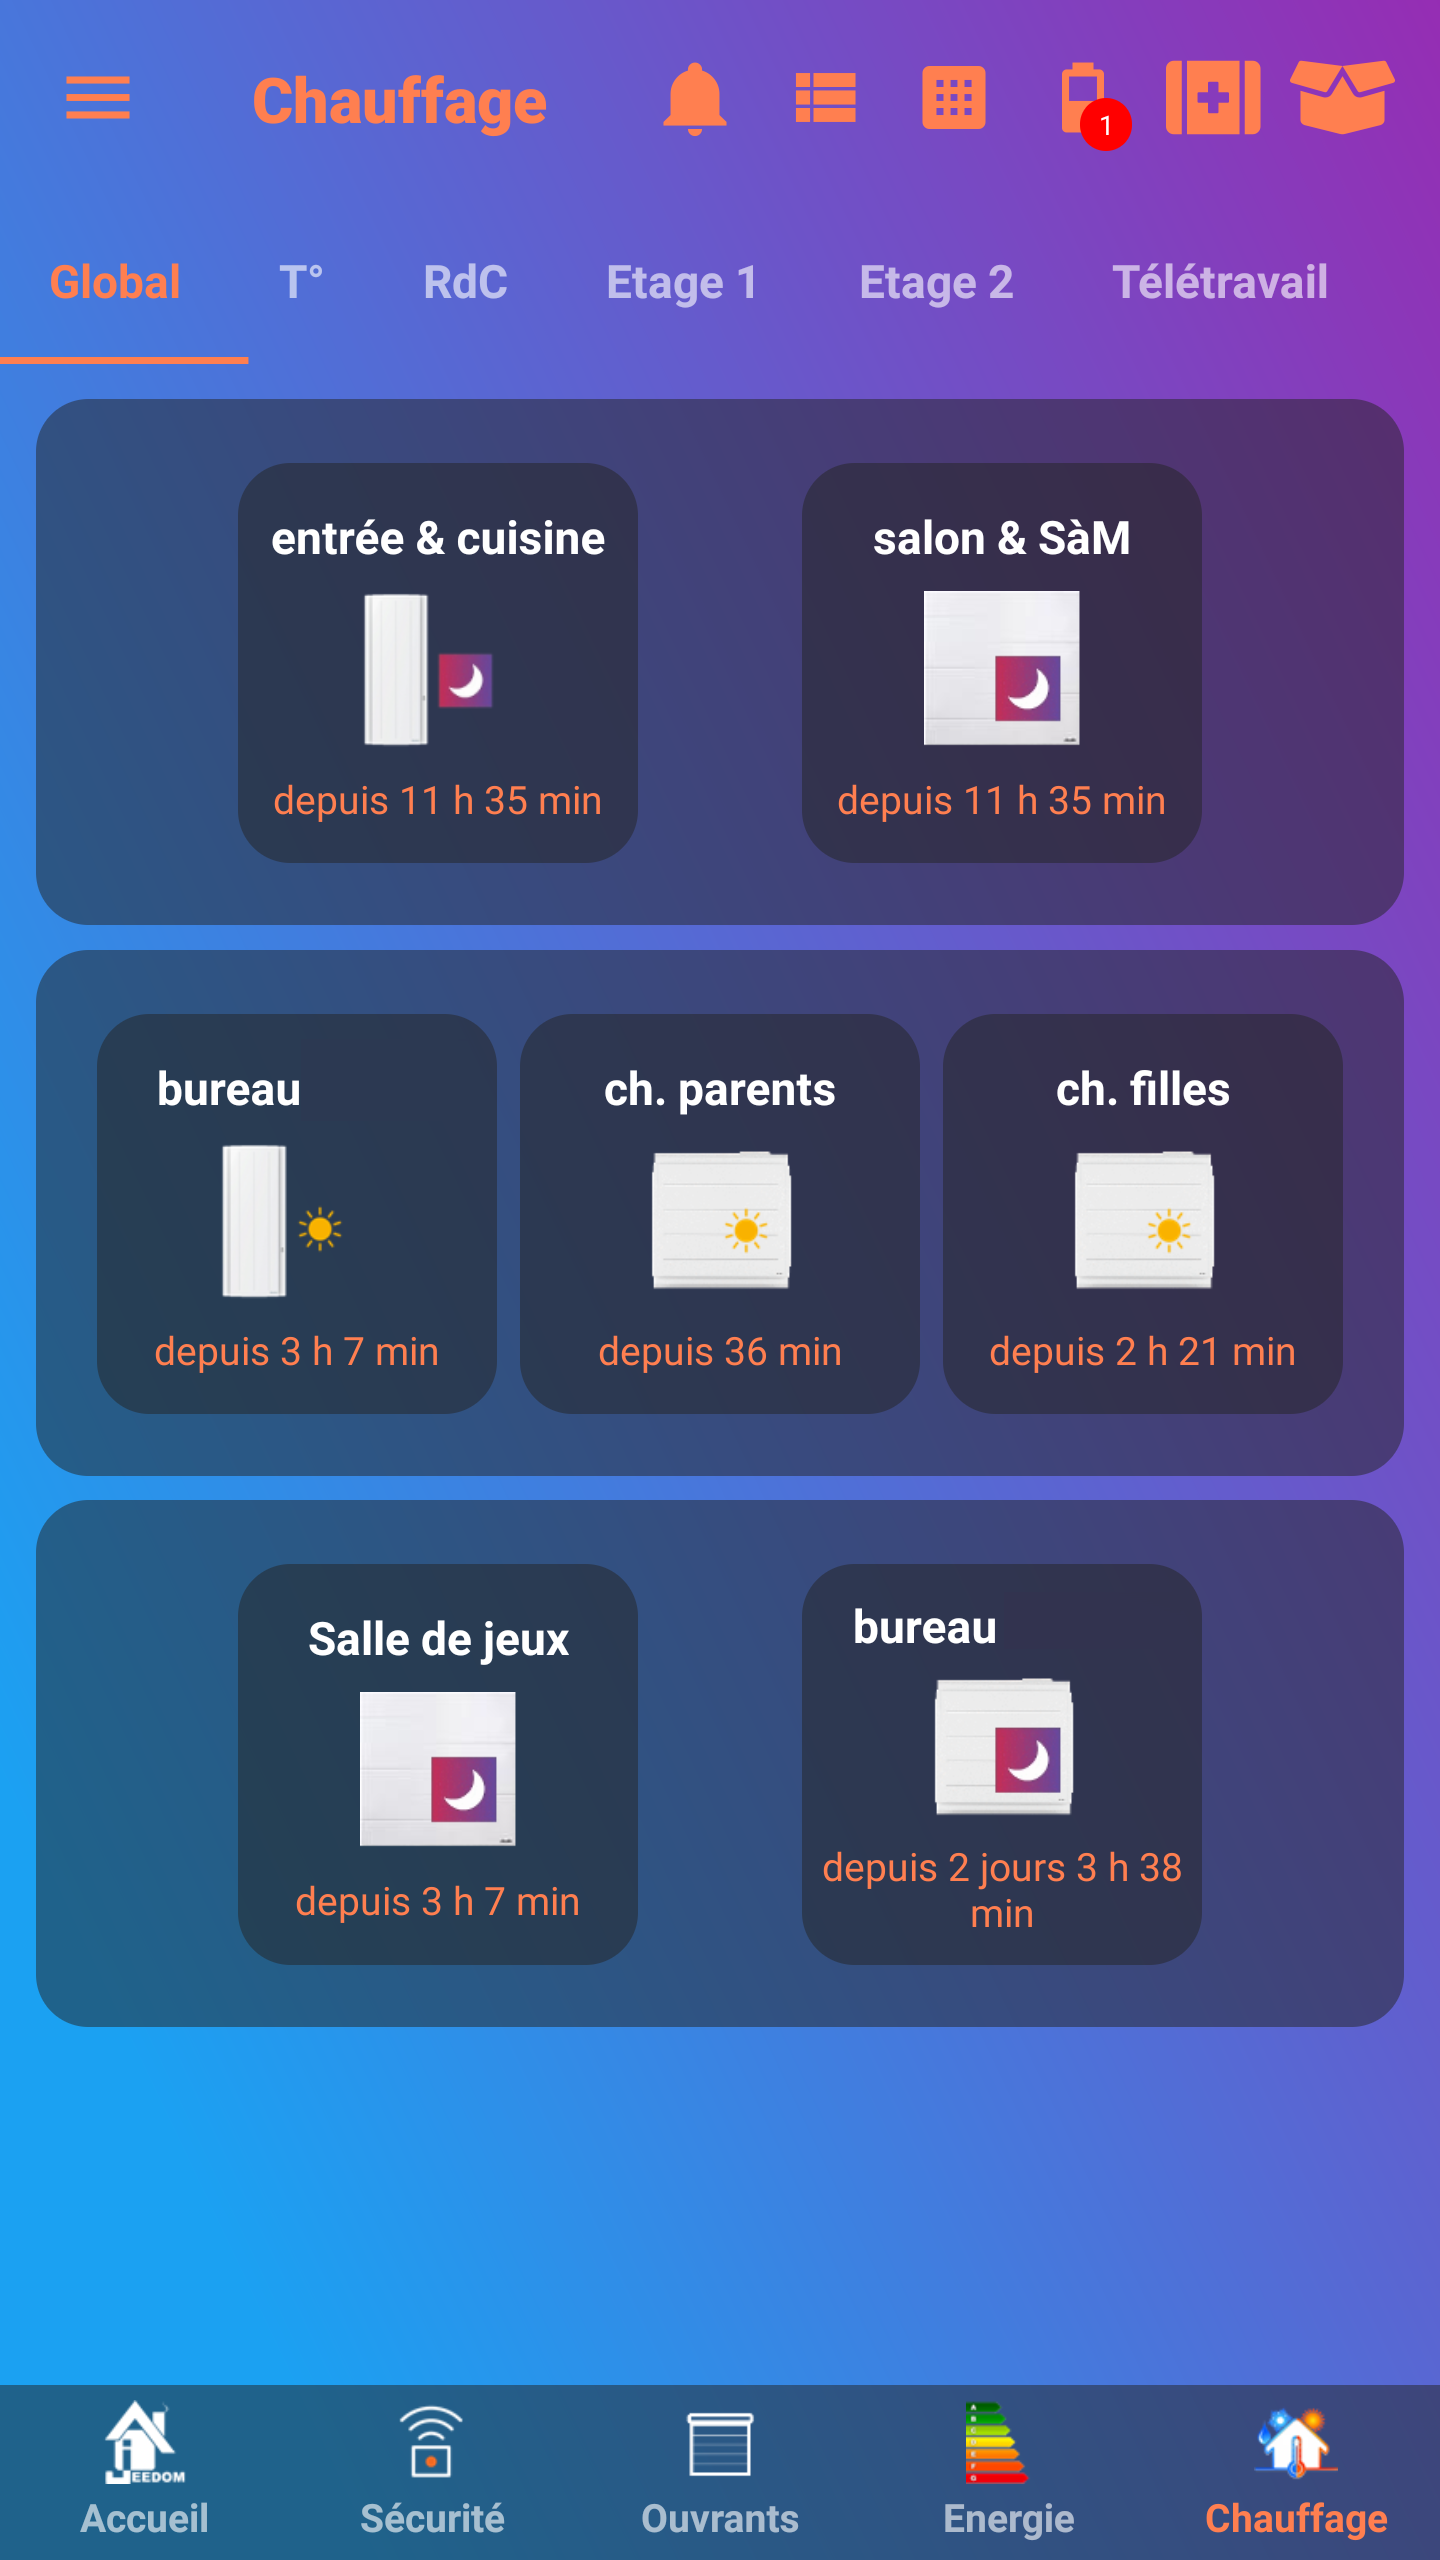 Chauffage
1
Global T° RdC Etage 1 Etage 2 Télétravail
entrée & cuisine
depuis 11 h 35 min
salon & SàM
depuis 11 h 35 min
bureau
depuis 3 h 7 min
ch. parents
depuis 36 min
ch. filles
depuis 2 h 21 min
Salle de jeux
depuis 3 h 7 min
bureau
depuis 2 jours 3 h 38
min
JEEDOM
Accueil Sécurité Ouvrants Energie Chauffage